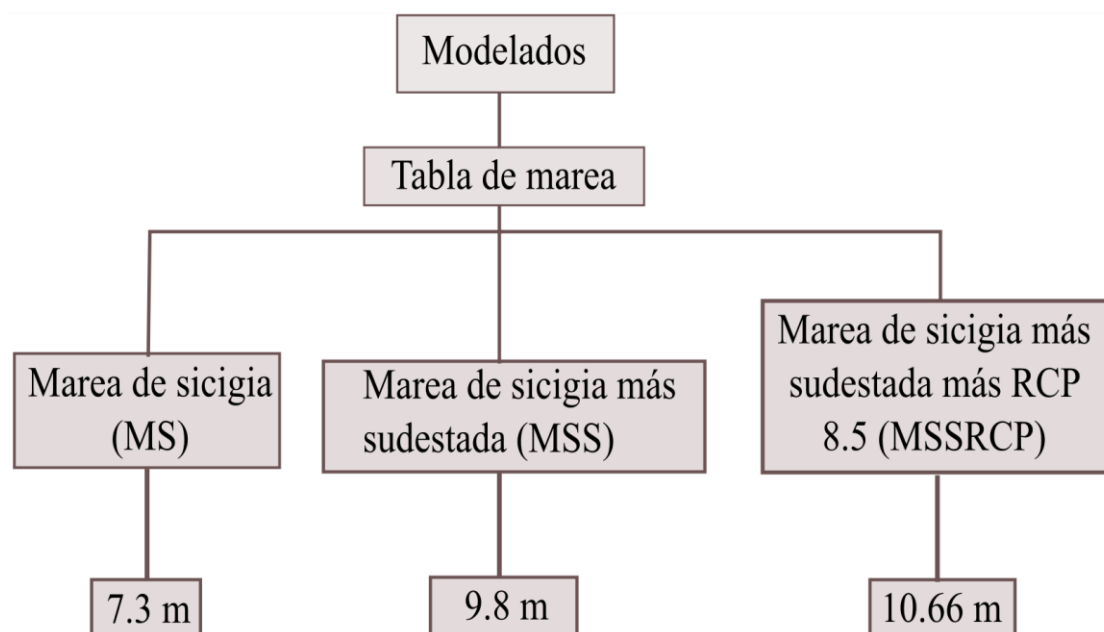 Modelados
Tabla de marea
Marea de sicigia
(MS)
Marea de sicigia más
sudestada (MSS)
Marea de sicigia más
sudestada más RCP
8.5 (MSSRCP)
7.3 m
9.8 m
10.66 m